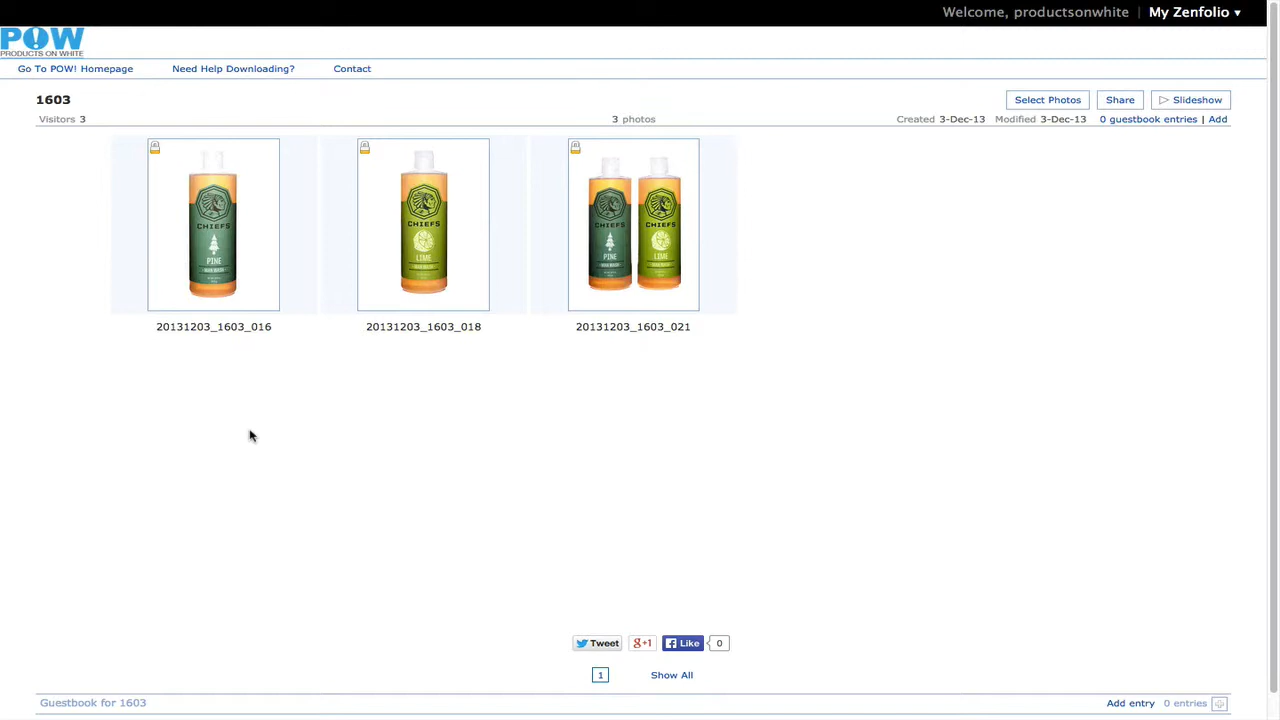 Welcome, productsonwhite | My Zenfolio ▼
POW
PRODUCTS ON WHITE
Go To POW! Homepage Need Help Downloading? Contact
1603
Select Photos Share Slideshow
Visitors 3 3 photos Created 3-Dec-13 Modified 3-Dec-13 0 guestbook entries | Add
CHIEFS
PINE
CHIEFS
LIME
CHIEFS CHIEFS
PINE LIME
20131203_1603_016 20131203_1603_018 20131203_1603_021
Tweet g+1 Like 0
1 Show All
Guestbook for 1603 Add entry 0 entries